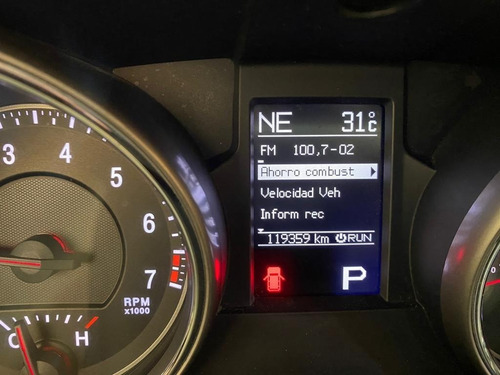 NE 31°C
FM 100,7-02
Ahorro combust
Velocidad Veh
Inform rec
119359 km RUN
P
3
4
5
6
7
RPM
x1000
C H